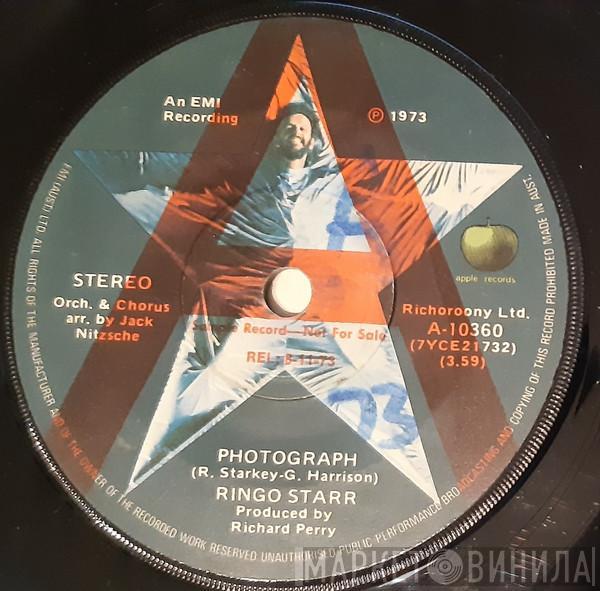 An EMI
Recording
℗ 1973
apple records
STEREO
Orch. & Chorus
arr. by Jack
Nitzsche
Richoroony Ltd.
A-10360
(7YCE21732)
(3.59)
Sample Record—Not For Sale
REL: 8-11-73
73
PHOTOGRAPH
(R. Starkey-G. Harrison)
RINGO STARR
Produced by
Richard Perry
EMI (AUST) LTD. ALL RIGHTS OF THE MANUFACTURER AND OF THE OWNER OF THE RECORDED WORK RESERVED UNAUTHORISED PUBLIC PERFORMANCE BROADCASTING AND COPYING OF THIS RECORD PROHIBITED MADE IN AUST.
МАРКЕТ ВИНИЛА